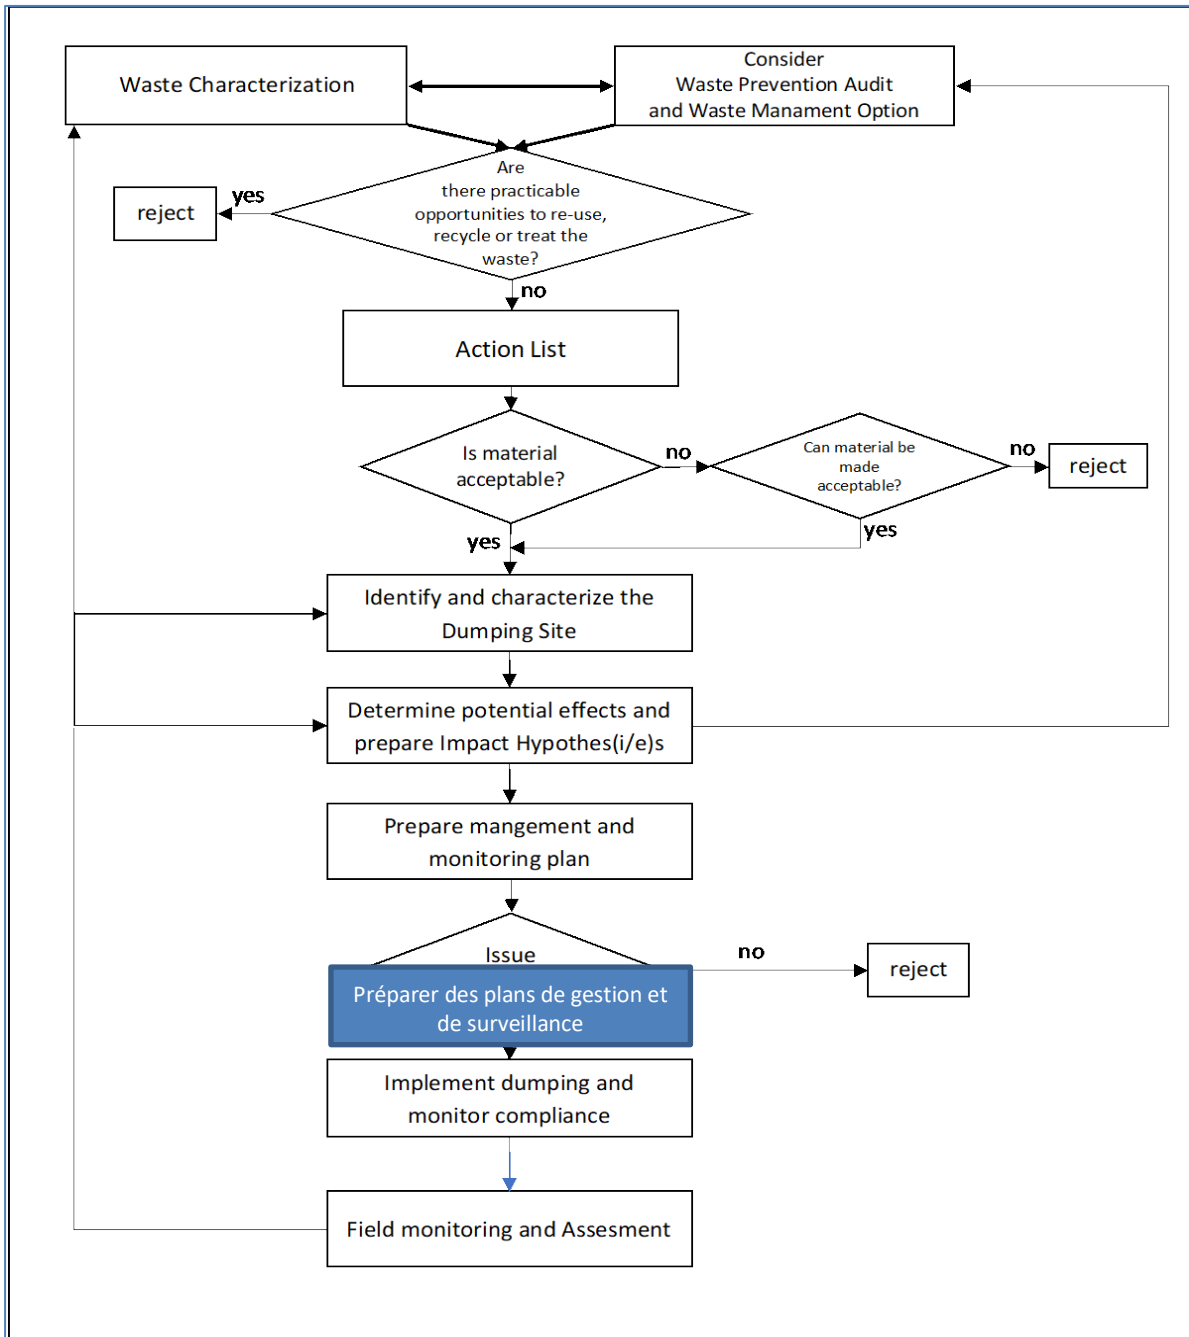 Waste Characterization
Consider
Waste Prevention Audit
and Waste Manament Option
Are
there practicable
opportunities to re-use,
recycle or treat the
waste?
yes
reject
no
Action List
Is material
acceptable?
no
Can material be
made
acceptable?
no
reject
yes
yes
Identify and characterize the
Dumping Site
Determine potential effects and
prepare Impact Hypothes(i/e)s
Prepare mangement and
monitoring plan
Issue
no
reject
Préparer des plans de gestion et
de surveillance
Implement dumping and
monitor compliance
Field monitoring and Assesment